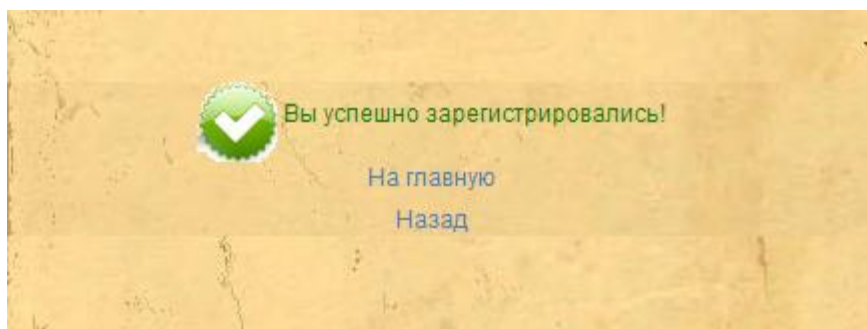 Вы успешно зарегистрировались!
На главную
Назад